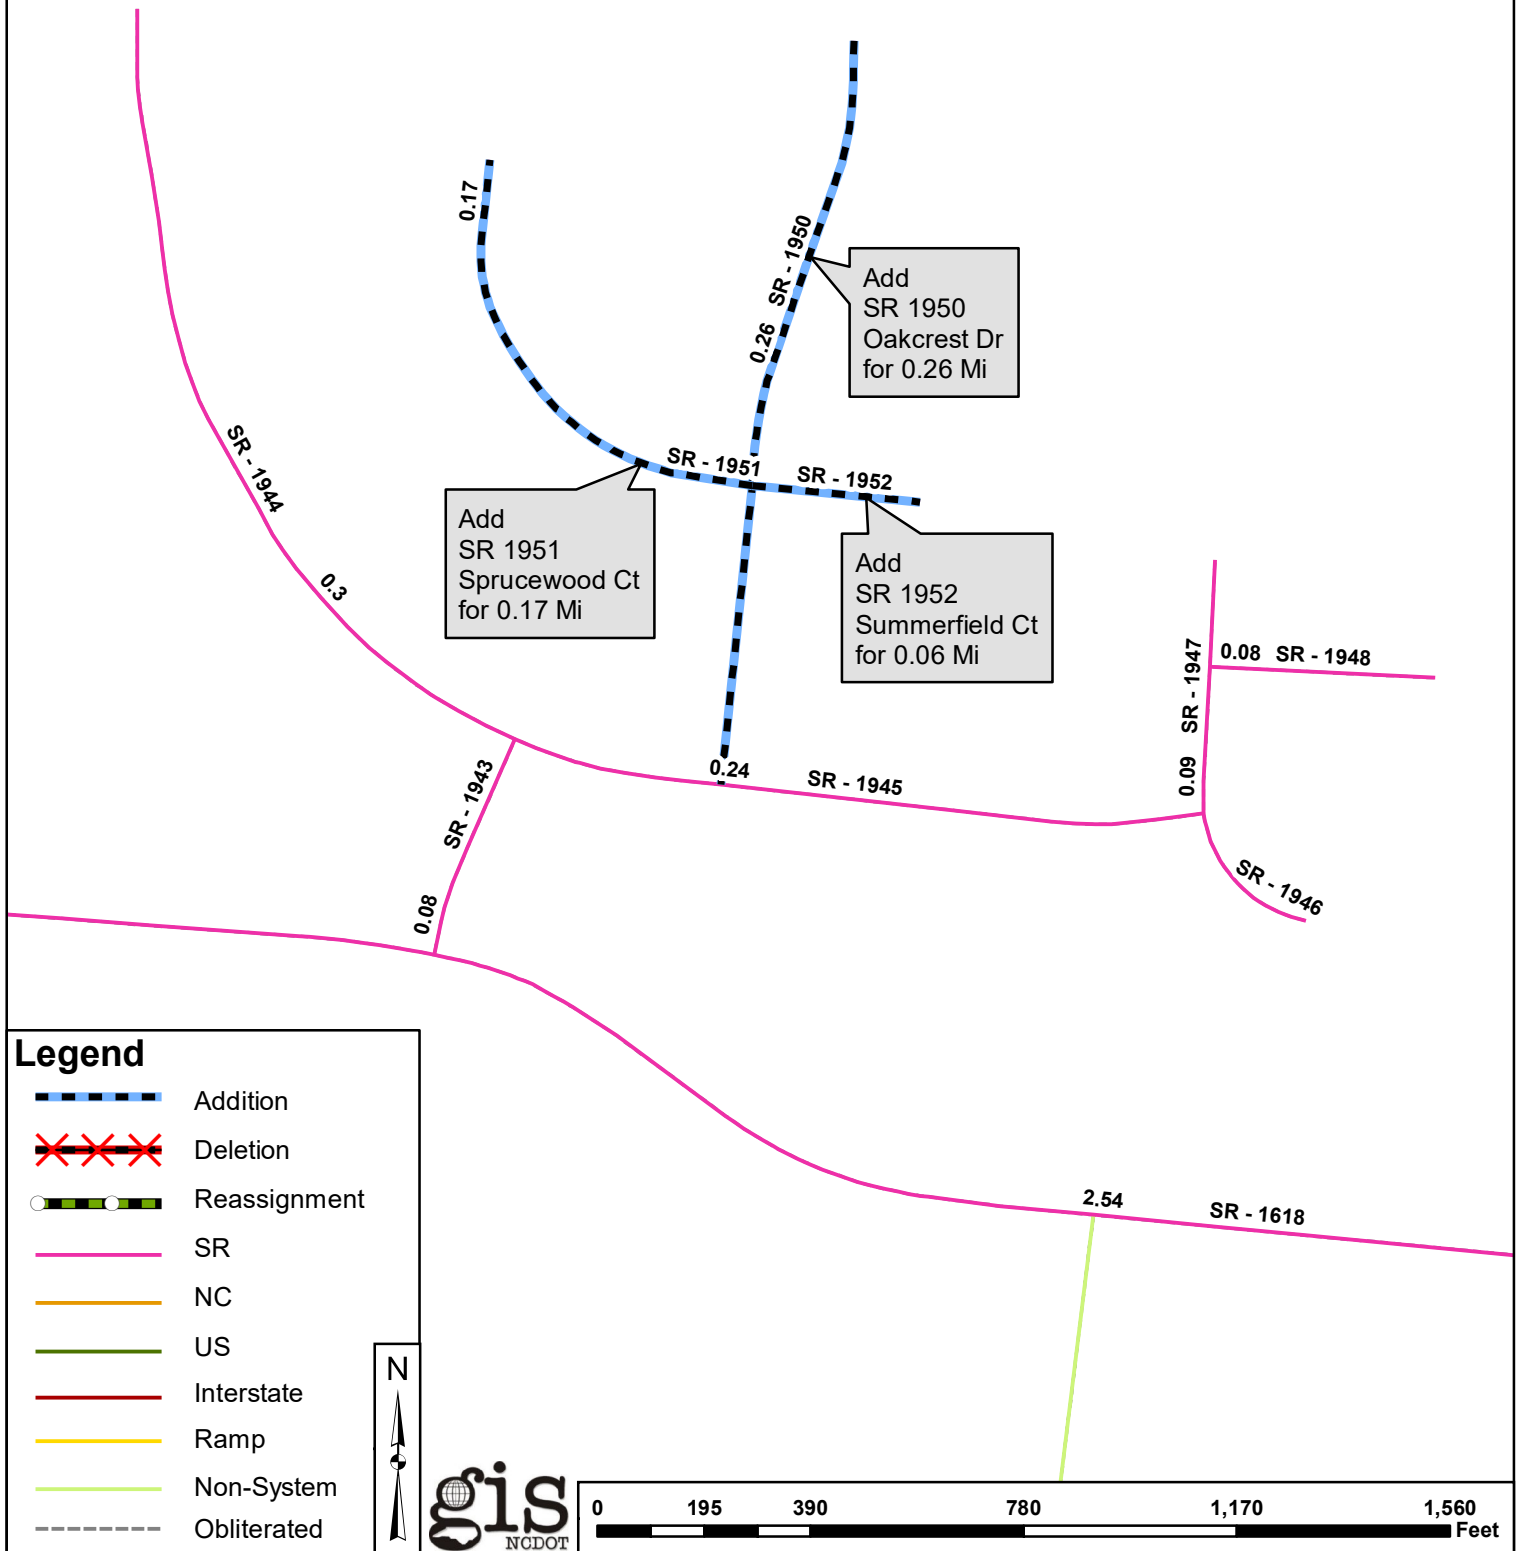 0.17
SR - 1950
0.26
Add
SR 1950
Oakcrest Dr
for 0.26 Mi
SR - 1944
SR - 1951
SR - 1952
Add
SR 1951
Sprucewood Ct
for 0.17 Mi
Add
SR 1952
Summerfield Ct
for 0.06 Mi
0.3
SR - 1947
0.08 SR - 1948
0.09
SR - 1943
0.24
SR - 1945
0.08
SR - 1946
2.54
SR - 1618
Legend
Addition
Deletion
Reassignment
SR
NC
US
Interstate
Ramp
Non-System
Obliterated
N
gis
NCDOT
0 195 390 780 1,170 1,560
Feet